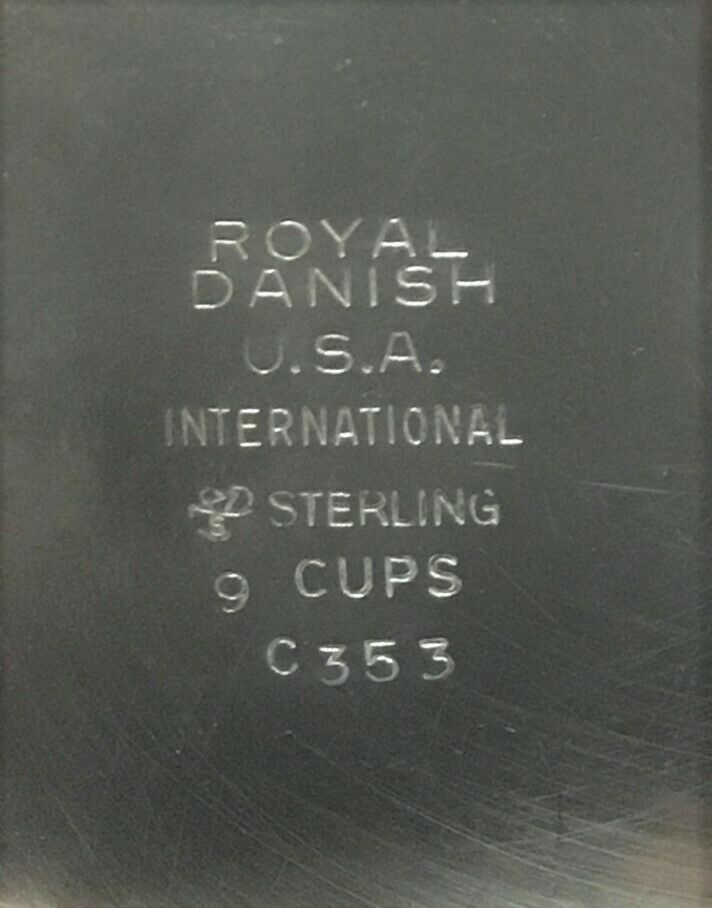 ROYAL
DANISH
U.S.A.
INTERNATIONAL
STERLING
9 CUPS
C353